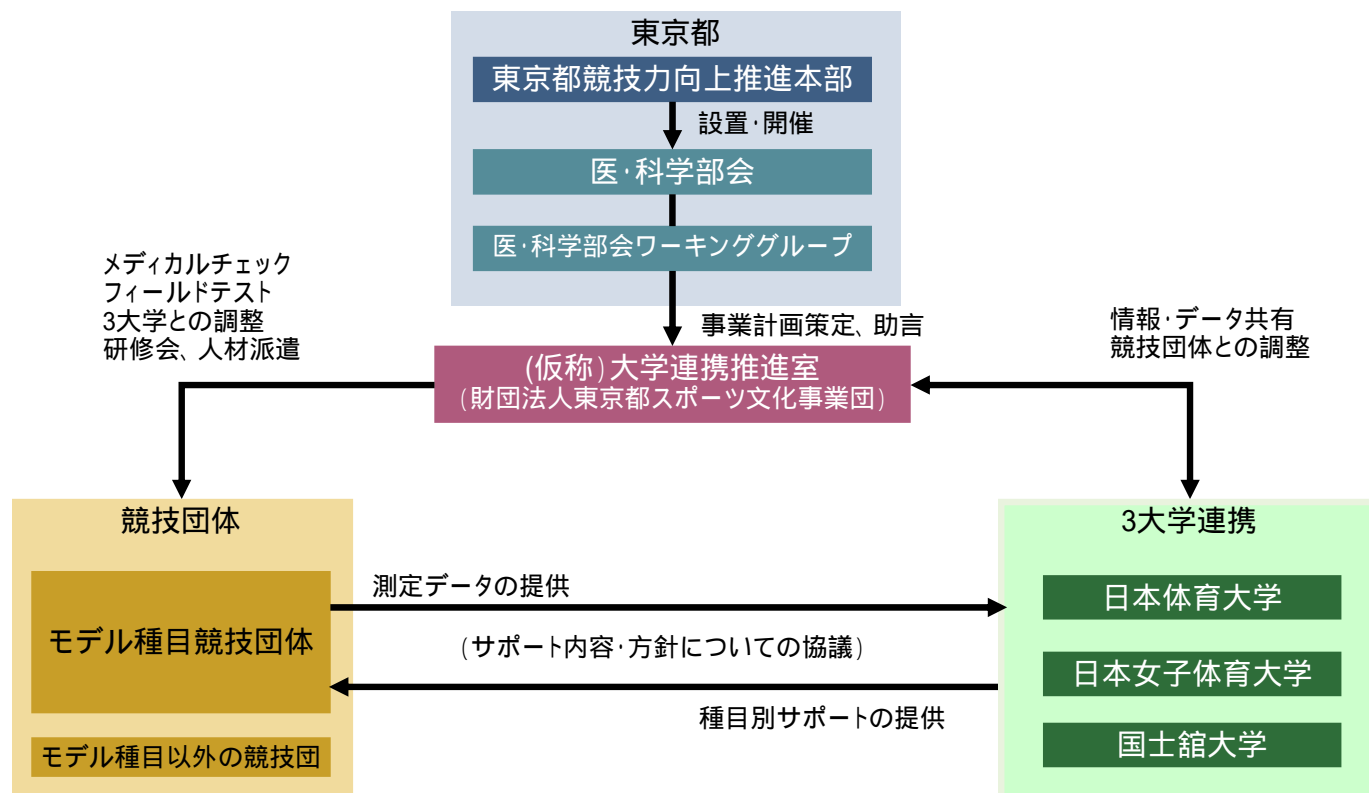 東京都
東京都競技力向上推進本部
設置・開催
医・科学部会
医・科学部会ワーキンググループ
メディカルチェック
フィールドテスト
3大学との調整
研修会、人材派遣
事業計画策定、助言
情報・データ共有
競技団体との調整
(仮称)大学連携推進室
(財団法人東京都スポーツ文化事業団)
競技団体
モデル種目競技団体
モデル種目以外の競技団
測定データの提供
(サポート内容・方針についての協議)
種目別サポートの提供
3大学連携
日本体育大学
日本女子体育大学
国士舘大学